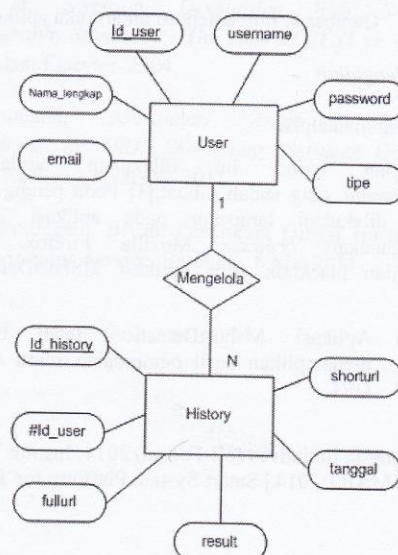 Id_user
username
Nama_lengkap
password
User
email
tipe
1
Mengelola
Id_history
N
shorturl
#Id_user
History
fullurl
tanggal
result